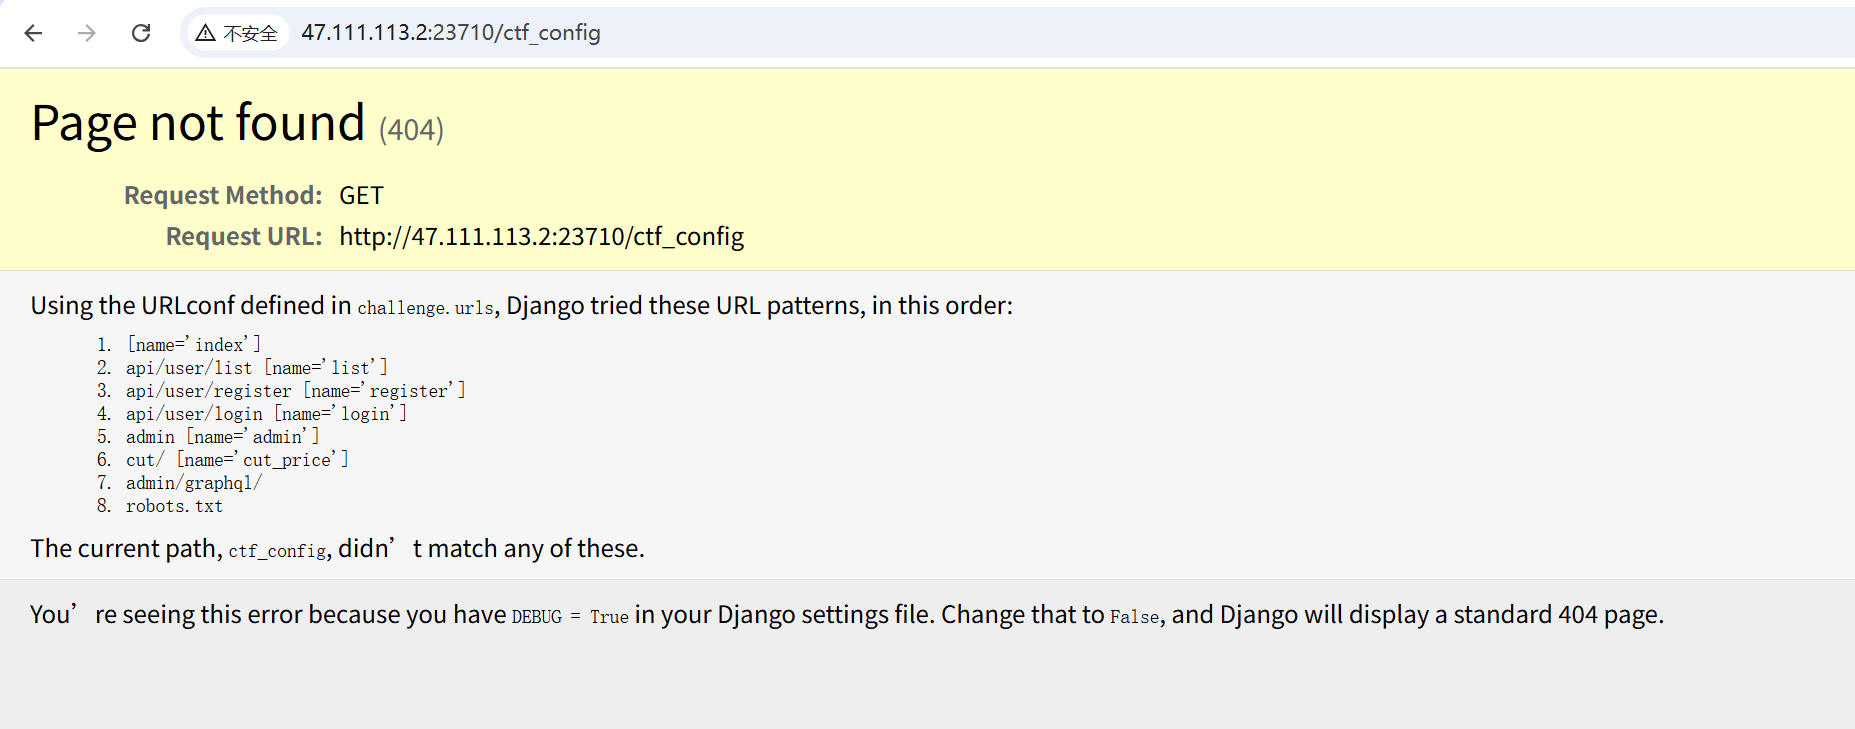 不安全 47.111.113.2:23710/ctf_config
Page not found (404)
Request Method: GET
Request URL: http://47.111.113.2:23710/ctf_config
Using the URLconf defined in challenge.urls, Django tried these URL patterns, in this order:
1. [name='index']
2. api/user/list [name='list']
3. api/user/register [name='register']
4. api/user/login [name='login']
5. admin [name='admin']
6. cut/ [name='cut_price']
7. admin/graphql/
8. robots.txt
The current path, ctf_config, didn’t match any of these.
You’re seeing this error because you have DEBUG = True in your Django settings file. Change that to False, and Django will display a standard 404 page.